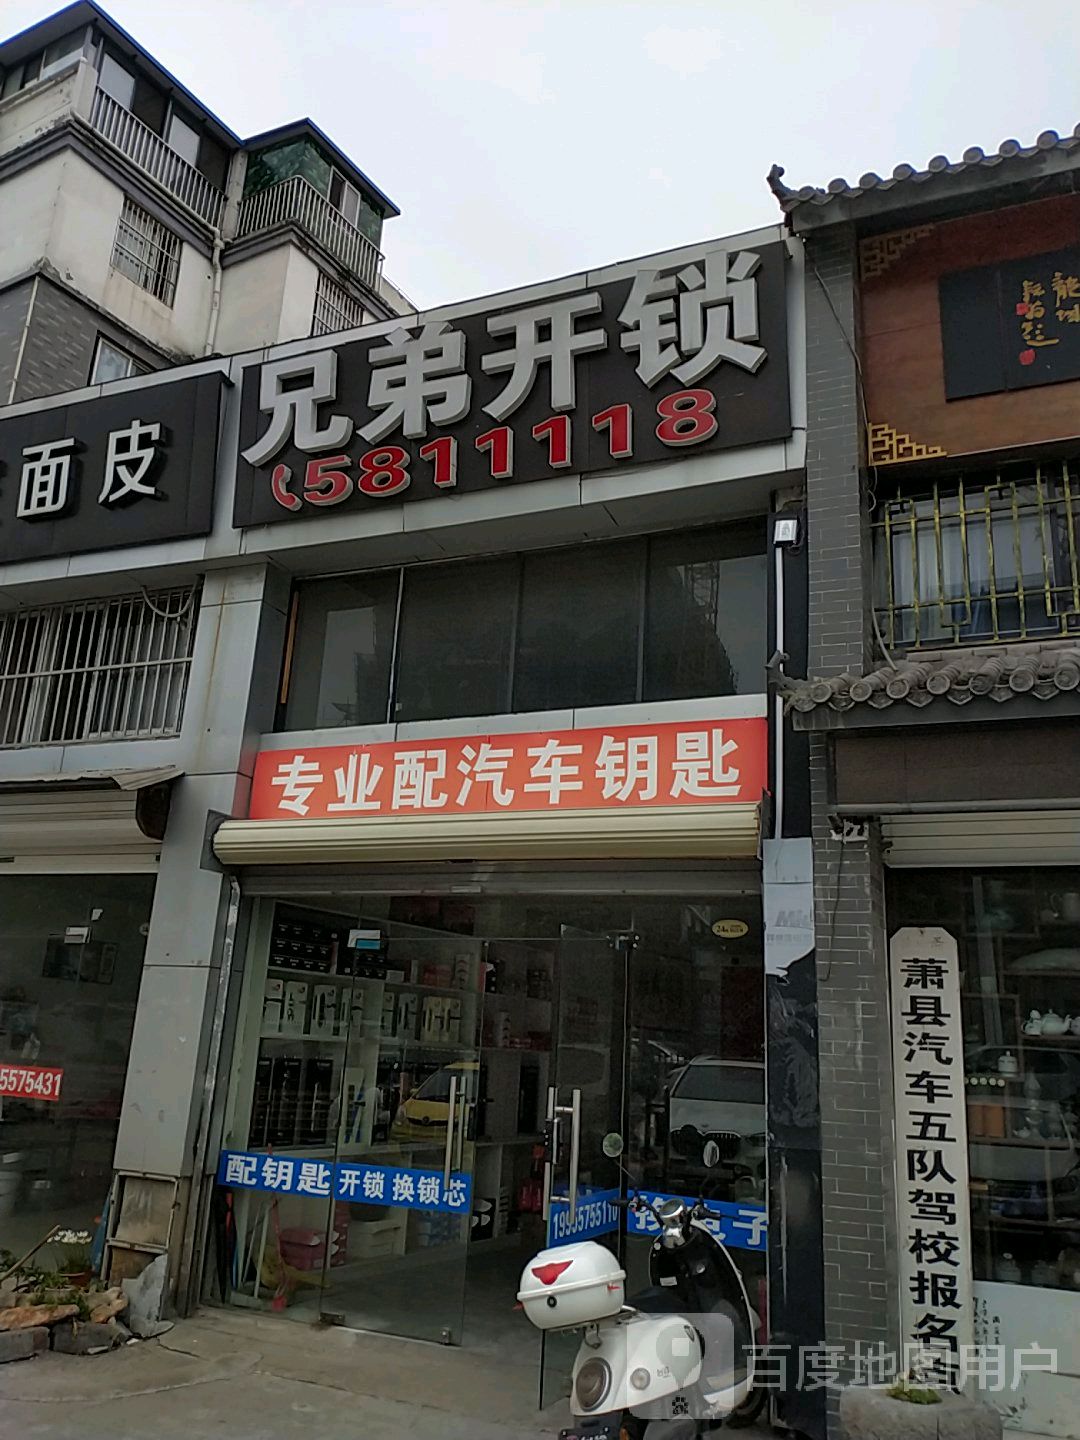 兄弟开锁
5811118
面皮
专业配汽车钥匙
24h
5575431
配钥匙 开锁 换锁芯
萧县汽车五队驾校报名
百度地图用户